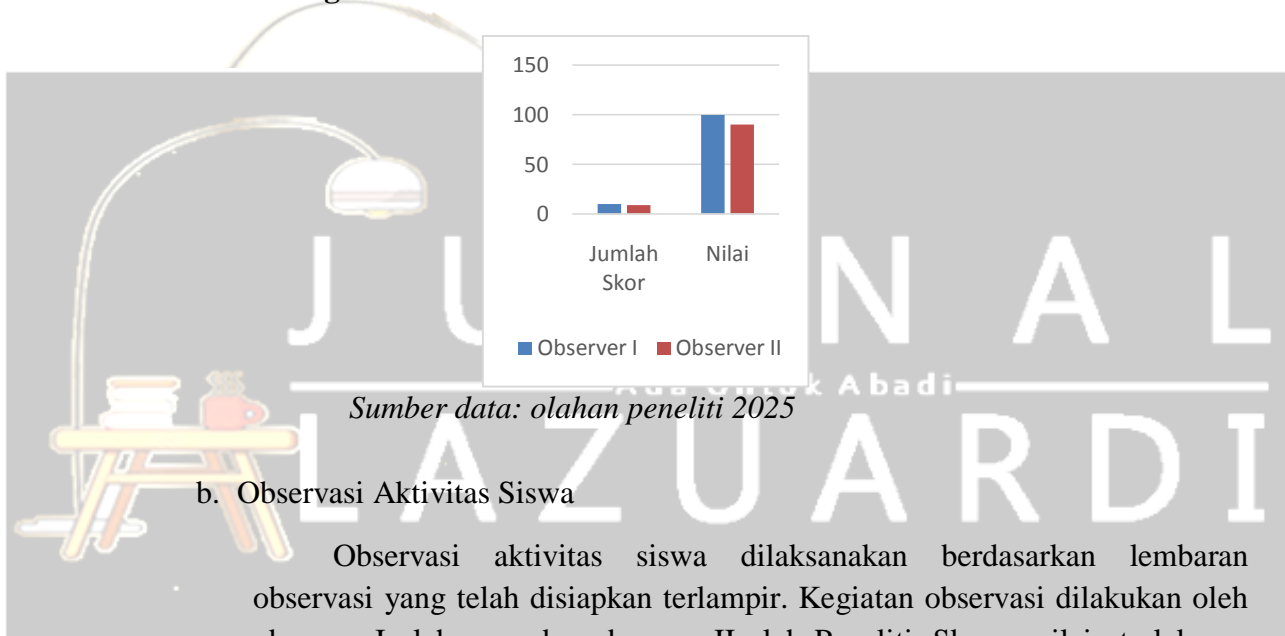 150
100
50
0
Jumlah Skor
Nilai
Observer I
Observer II
J U N A L
Abadi
Sumber data: olahan peneliti 2025
LAZUARDI
b. Observasi Aktivitas Siswa
Observasi aktivitas siswa dilaksanakan berdasarkan lembaran
observasi yang telah disiapkan terlampir. Kegiatan observasi dilakukan oleh